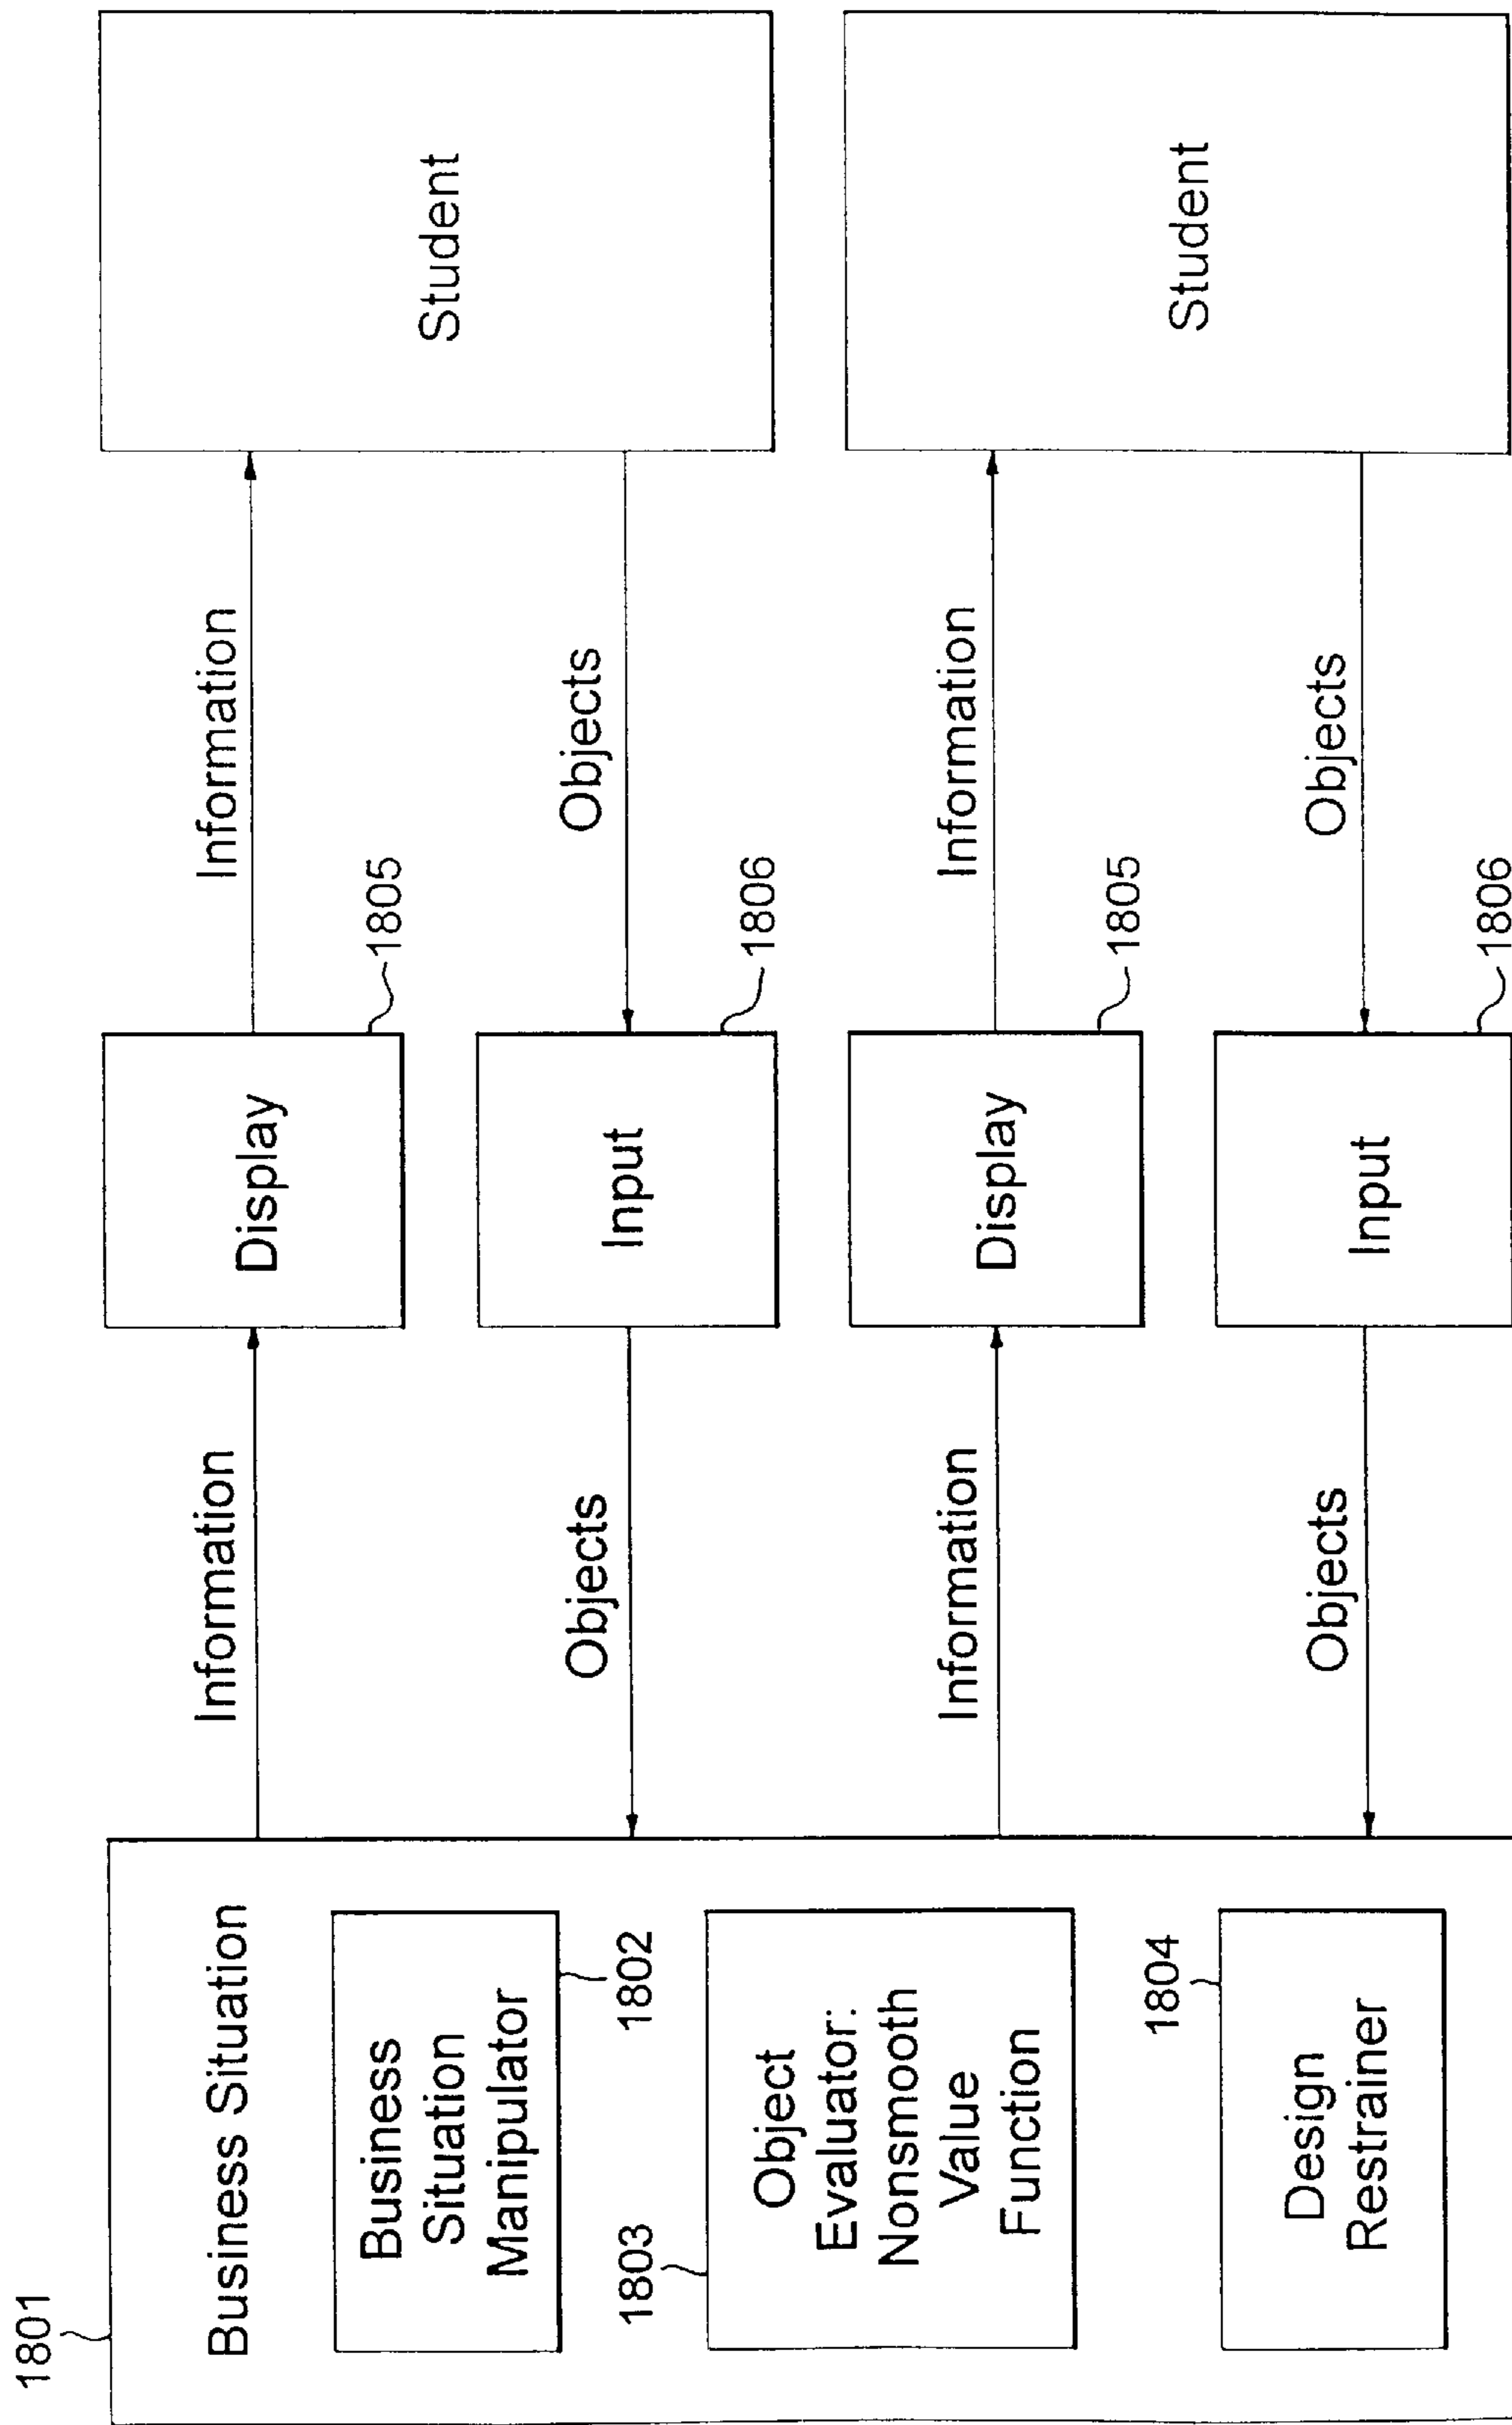 1801
Business Situation
Business
Situation
Manipulator
1802
1803
Object
Evaluator:
Nonsmooth
Value
Function
1804
Design
Restrainer
Information
Objects
Information
Objects
Display
1805
Input
1806
Display
1805
Input
1806
Information
Objects
Information
Objects
Student
Student